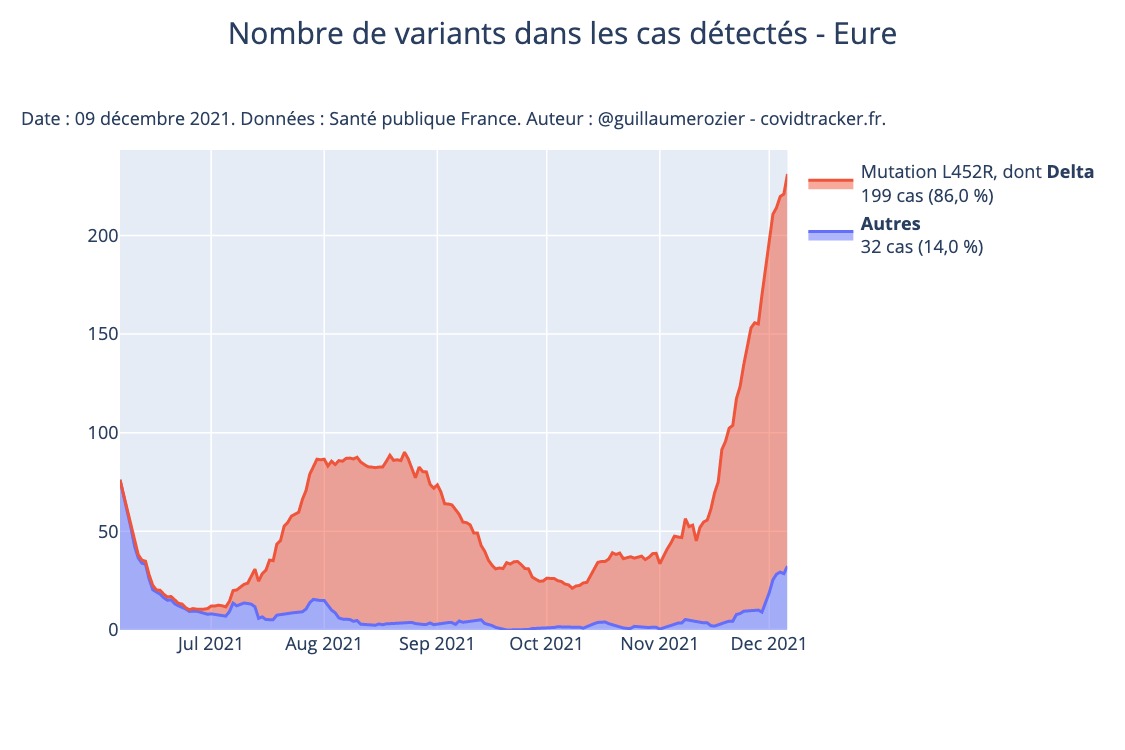 Nombre de variants dans les cas détectés - Eure
Date : 09 décembre 2021. Données : Santé publique France. Auteur : @guillaumerozier - covidtracker.fr.
Mutation L452R, dont Delta
199 cas (86,0 %)
Autres
32 cas (14,0 %)
200
150
100
50
0
Jul 2021
Aug 2021
Sep 2021
Oct 2021
Nov 2021
Dec 2021